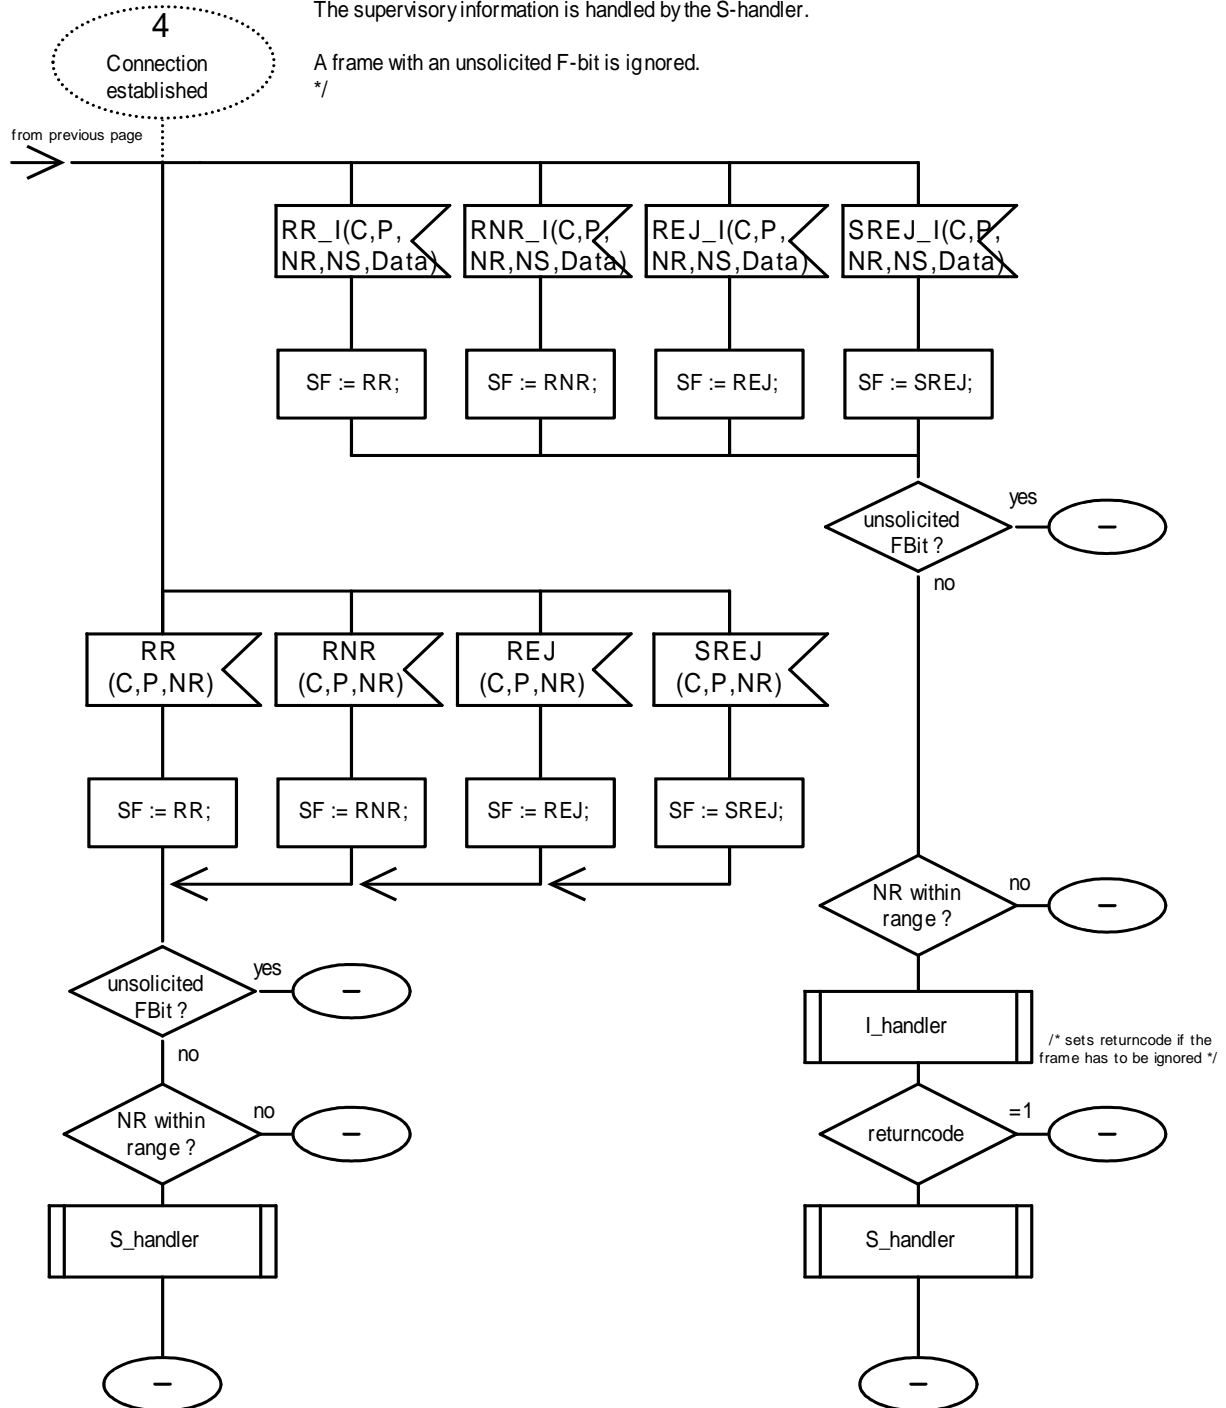 The supervisory information is handled by the S-handler.
A frame with an unsolicited F-bit is ignored.
*/
4
Connection
established
from previous page
RR_I(C,P,
NR,NS,Data)
RNR_I(C,P,
NR,NS,Data)
REJ_I(C,P,
NR,NS,Data)
SREJ_I(C,P,
NR,NS,Data)
SF := RR;
SF := RNR;
SF := REJ;
SF := SREJ;
unsolicited
FBit ?
yes
–
no
RR
(C,P,NR)
RNR
(C,P,NR)
REJ
(C,P,NR)
SREJ
(C,P,NR)
SF := RR;
SF := RNR;
SF := REJ;
SF := SREJ;
NR within
range ?
no
–
unsolicited
FBit ?
yes
–
no
I_handler
/* sets returncode if the
frame has to be ignored */
NR within
range ?
no
–
returncode
=1
–
S_handler
S_handler
–
–